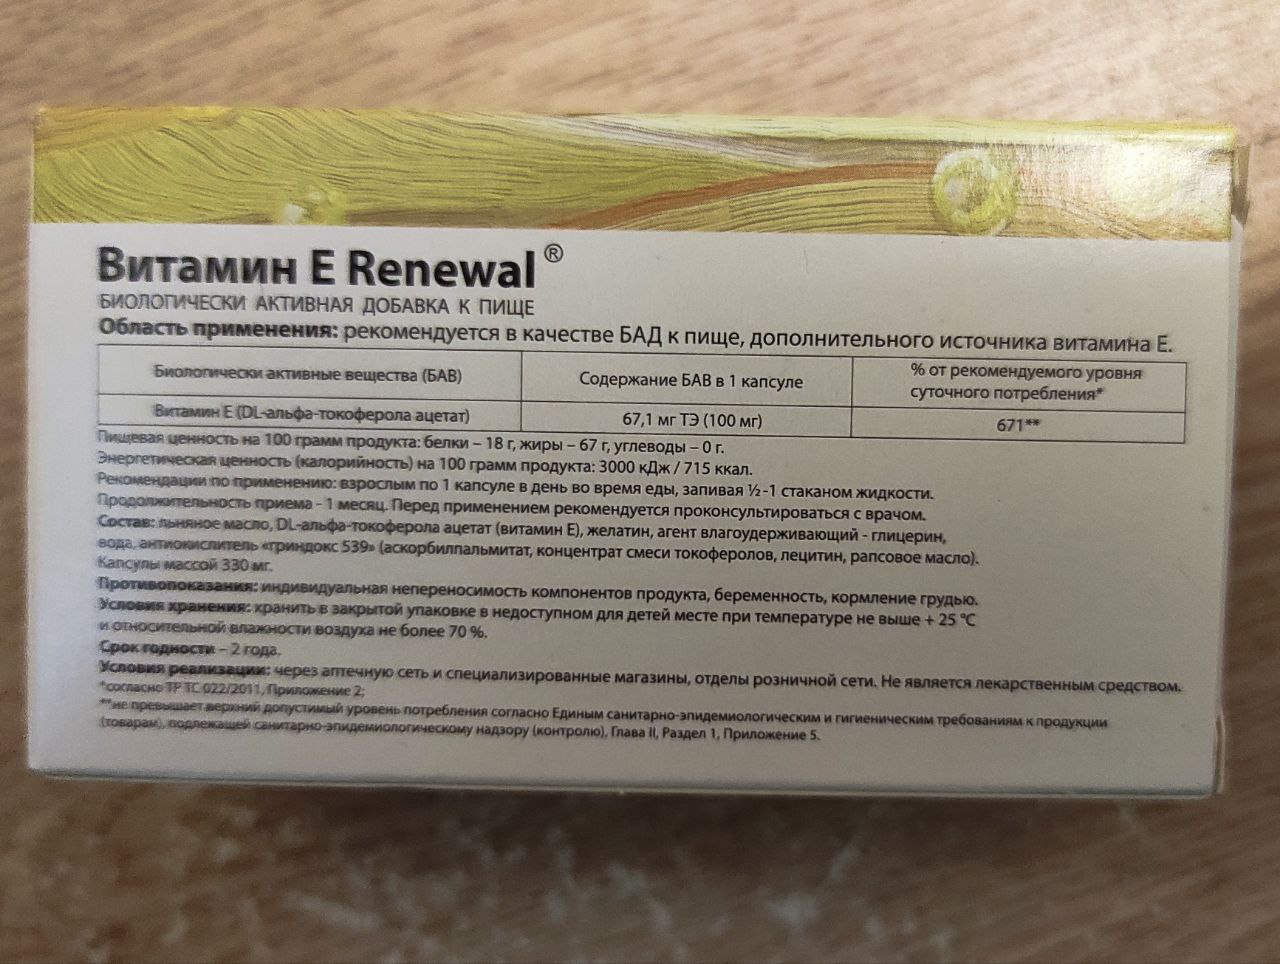 Витамин E Renewal®
БИОЛОГИЧЕСКИ АКТИВНАЯ ДОБАВКА К ПИЩЕ
Область применения: рекомендуется в качестве БАД к пище, дополнительного источника витамина E.
Биологически активные вещества (БАВ) Содержание БАВ в 1 капсуле % от рекомендуемого уровня
суточного потребления*
Витамин E (DL-альфа-токоферола ацетат) 67,1 мг ТЭ (100 мг) 671**
Пищевая ценность на 100 грамм продукта: белки – 18 г, жиры – 67 г, углеводы – 0 г.
Энергетическая ценность (калорийность) на 100 грамм продукта: 3000 кДж / 715 ккал.
Рекомендации по применению: взрослым по 1 капсуле в день во время еды, запивая ½ -1 стаканом жидкости.
Продолжительность приема - 1 месяц. Перед применением рекомендуется проконсультироваться с врачом.
Состав: льняное масло, DL-альфа-токоферола ацетат (витамин E), желатин, агент влагоудерживающий - глицерин,
вода, антиокислитель «гриндокс 539» (аскорбилпальмитат, концентрат смеси токоферолов, лецитин, рапсовое масло).
Капсулы массой 330 мг.
Противопоказания: индивидуальная непереносимость компонентов продукта, беременность, кормление грудью.
Условия хранения: хранить в закрытой упаковке в недоступном для детей месте при температуре не выше + 25 °C
и относительной влажности воздуха не более 70 %.
Срок годности – 2 года.
Условия реализации: через аптечную сеть и специализированные магазины, отделы розничной сети. Не является лекарственным средством.
*согласно ТР ТС 022/2011, Приложение 2;
**не превышает верхний допустимый уровень потребления согласно Единым санитарно-эпидемиологическим и гигиеническим требованиям к продукции
(товарам), подлежащей санитарно-эпидемиологическому надзору (контролю), Глава II, Раздел 1, Приложение 5.